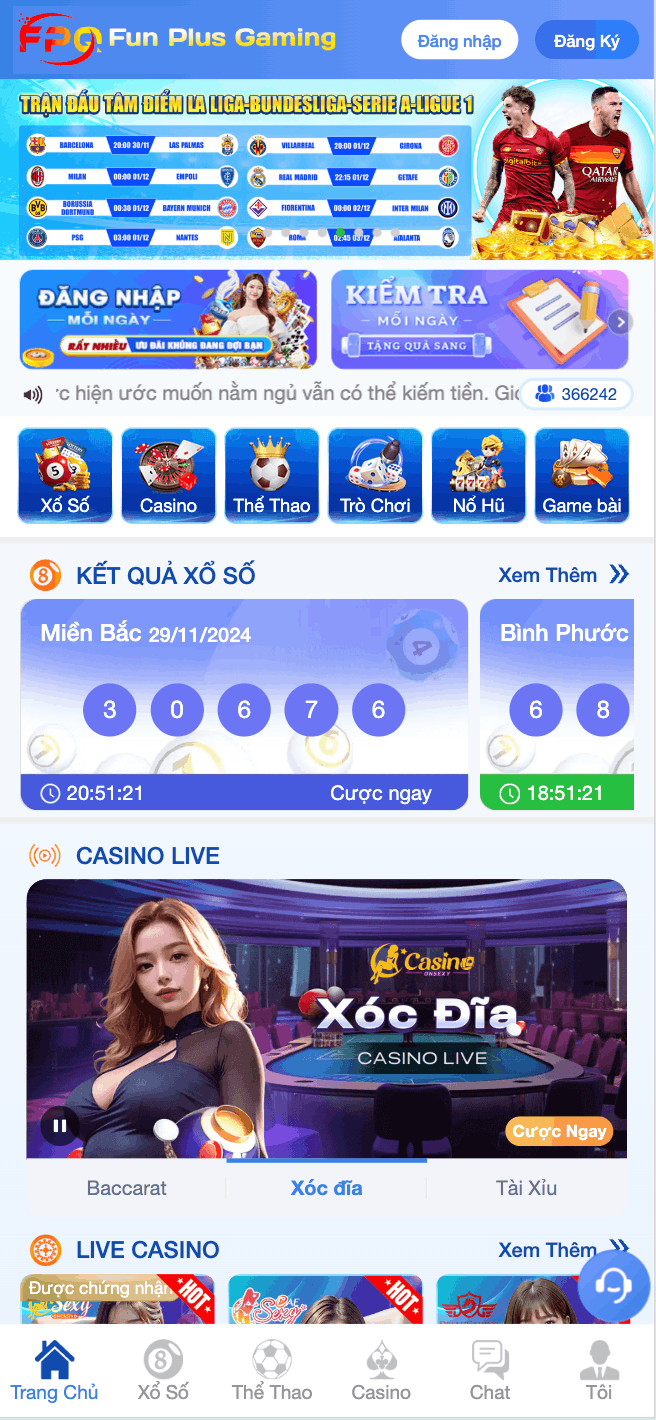 FPG Fun Plus Gaming
Đăng nhập
Đăng Ký
TRẬN ĐẤU TÂM ĐIỂM LA LIGA-BUNDESLIGA-SERIE A-LIGUE 1
BARCELONA 20:00 30/11 LAS PALMAS
VILLARREAL 20:00 01/12 GIRONA
MILAN 00:00 01/12 EMPOLI
REAL MADRID 22:15 01/12 GETAFE
BORUSSIA DORTMUND 00:30 01/12 BAYERN MUNICH
FIORENTINA 00:00 02/12 INTER MILAN
PSG 03:00 01/12 NANTES
ROMA 02:45 03/12 ATALANTA
digitalbits
QATAR AIRWAYS
ĐĂNG NHẬP
MỖI NGÀY
RẤT NHIỀU ƯU ĐÃI KHỦNG ĐANG ĐỢI BẠN
KIỂM TRA
MỖI NGÀY
TẶNG QUÀ SANG
hiện ước muốn nằm ngủ vẫn có thể kiếm tiền.
366242
Xổ Số
Casino
Thể Thao
Trò Chơi
Nổ Hũ
Game bài
KẾT QUẢ XỔ SỐ
Xem Thêm
Miền Bắc 29/11/2024
3 0 6 7 6
20:51:21
Cược ngay
Bình Phước
6 8
18:51:21
CASINO LIVE
Casino
ONSEXY
Xóc Đĩa
CASINO LIVE
Cược Ngay
Baccarat
Xóc đĩa
Tài Xỉu
LIVE CASINO
Xem Thêm
Được chứng nhận
Sexy
HOT
AE Sexy
HOT
Trang Chủ
Xổ Số
Thể Thao
Casino
Chat
Tôi